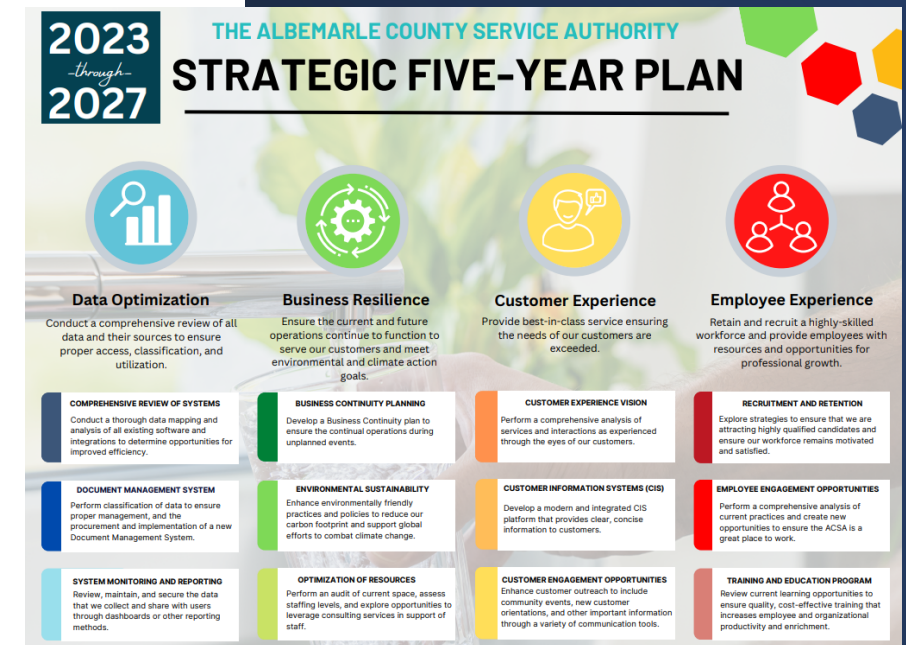 2023
through
2027
THE ALBEMARLE COUNTY SERVICE AUTHORITY
STRATEGIC FIVE-YEAR PLAN
Data Optimization
Conduct a comprehensive review of all
data and their sources to ensure
proper access, classification, and
utilization.
COMPREHENSIVE REVIEW OF SYSTEMS
Conduct a thorough data mapping and
analysis of all existing software and
integrations to determine opportunities for
improved efficiency.
DOCUMENT MANAGEMENT SYSTEM
Perform classification of data to ensure
proper management, and the
procurement and implementation of a new
Document Management System.
SYSTEM MONITORING AND REPORTING
Review, maintain, and secure the data
that we collect and share with users
through dashboards or other reporting
methods.
Business Resilience
Ensure the current and future
operations continue to function to
serve our customers and meet
environmental and climate action
goals.
BUSINESS CONTINUITY PLANNING
Develop a Business Continuity plan to
ensure the continual operations during
unplanned events.
ENVIRONMENTAL SUSTAINABILITY
Enhance environmentally friendly
practices and policies to reduce our
carbon footprint and support global
efforts to combat climate change.
OPTIMIZATION OF RESOURCES
Perform an audit of current space, assess
staffing levels, and explore opportunities to
leverage consulting services in support of
staff.
Customer Experience
Provide best-in-class service ensuring
the needs of our customers are
exceeded.
CUSTOMER EXPERIENCE VISION
Perform a comprehensive analysis of
services and interactions as experienced
through the eyes of our customers.
CUSTOMER INFORMATION SYSTEMS (CIS)
Develop a modern and integrated CIS
platform that provides clear, concise
information to customers.
CUSTOMER ENGAGEMENT OPPORTUNITIES
Enhance customer outreach to include
community events, new customer
orientations, and other important information
through a variety of communication tools.
Employee Experience
Retain and recruit a highly-skilled
workforce and provide employees with
resources and opportunities for
professional growth.
RECRUITMENT AND RETENTION
Explore strategies to ensure that we are
attracting highly qualified candidates and
ensure our workforce remains motivated
and satisfied.
EMPLOYEE ENGAGEMENT OPPORTUNITIES
Perform a comprehensive analysis of
current practices and create new
opportunities to ensure the ACSA is a
great place to work.
TRAINING AND EDUCATION PROGRAM
Review current learning opportunities to
ensure quality, cost-effective training that
increases employee and organizational
productivity and enrichment.